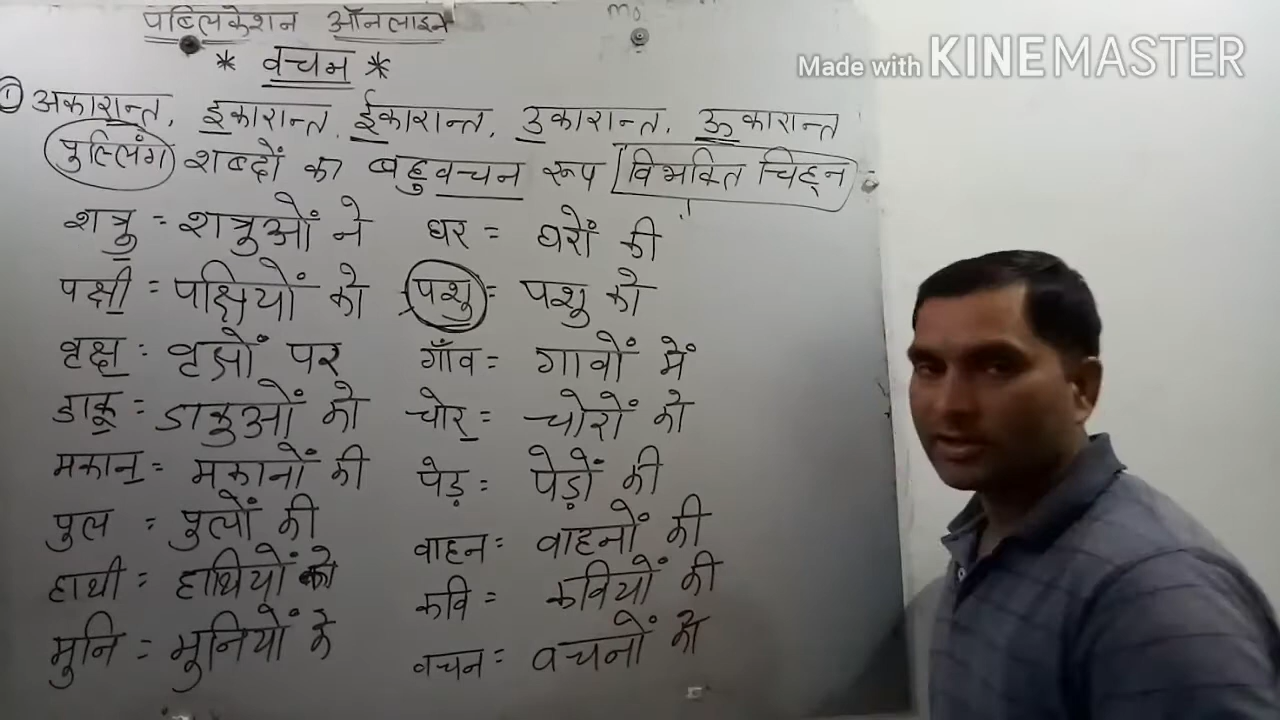 पब्लिकेशन ऑनलाइन
Made with KINEMASTER
* वचन *
① अकारान्त, इकारान्त, ईकारान्त, उकारान्त, ऊकारान्त
पुल्लिंग शब्दों का बहुवचन रूप विभक्ति चिह्न
शत्रु = शत्रुओं ने घर = घरों की
पक्षी = पक्षियों को पशु = पशु को
वृक्ष = वृक्षों पर गाँव = गावों में
डाकू = डाकुओं को चोर = चोरों को
मकान = मकानों की पेड़ = पेड़ों की
पुल = पुलों की वाहन = वाहनों की
हाथी = हाथियों को कवि = कवियों की
मुनि = मुनियों के वचन = वचनों को